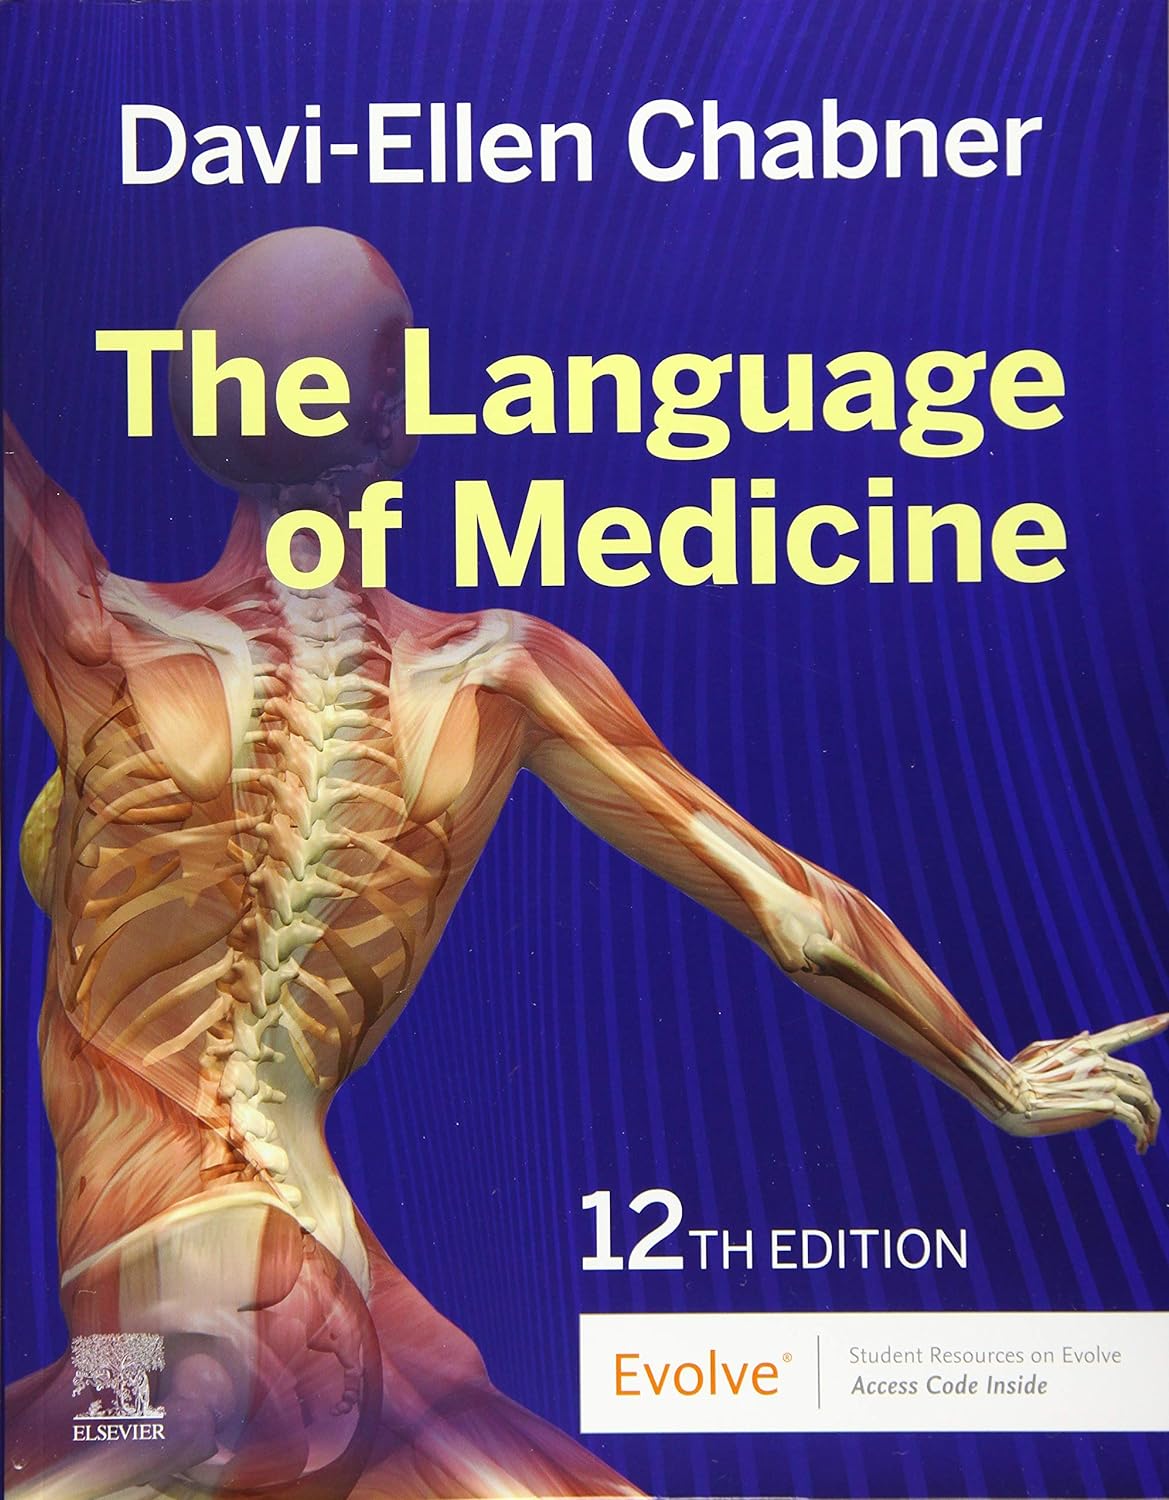 Davi-Ellen Chabner
The Language
of Medicine
12TH EDITION
Evolve®
Student Resources on Evolve
Access Code Inside
ELSEVIER